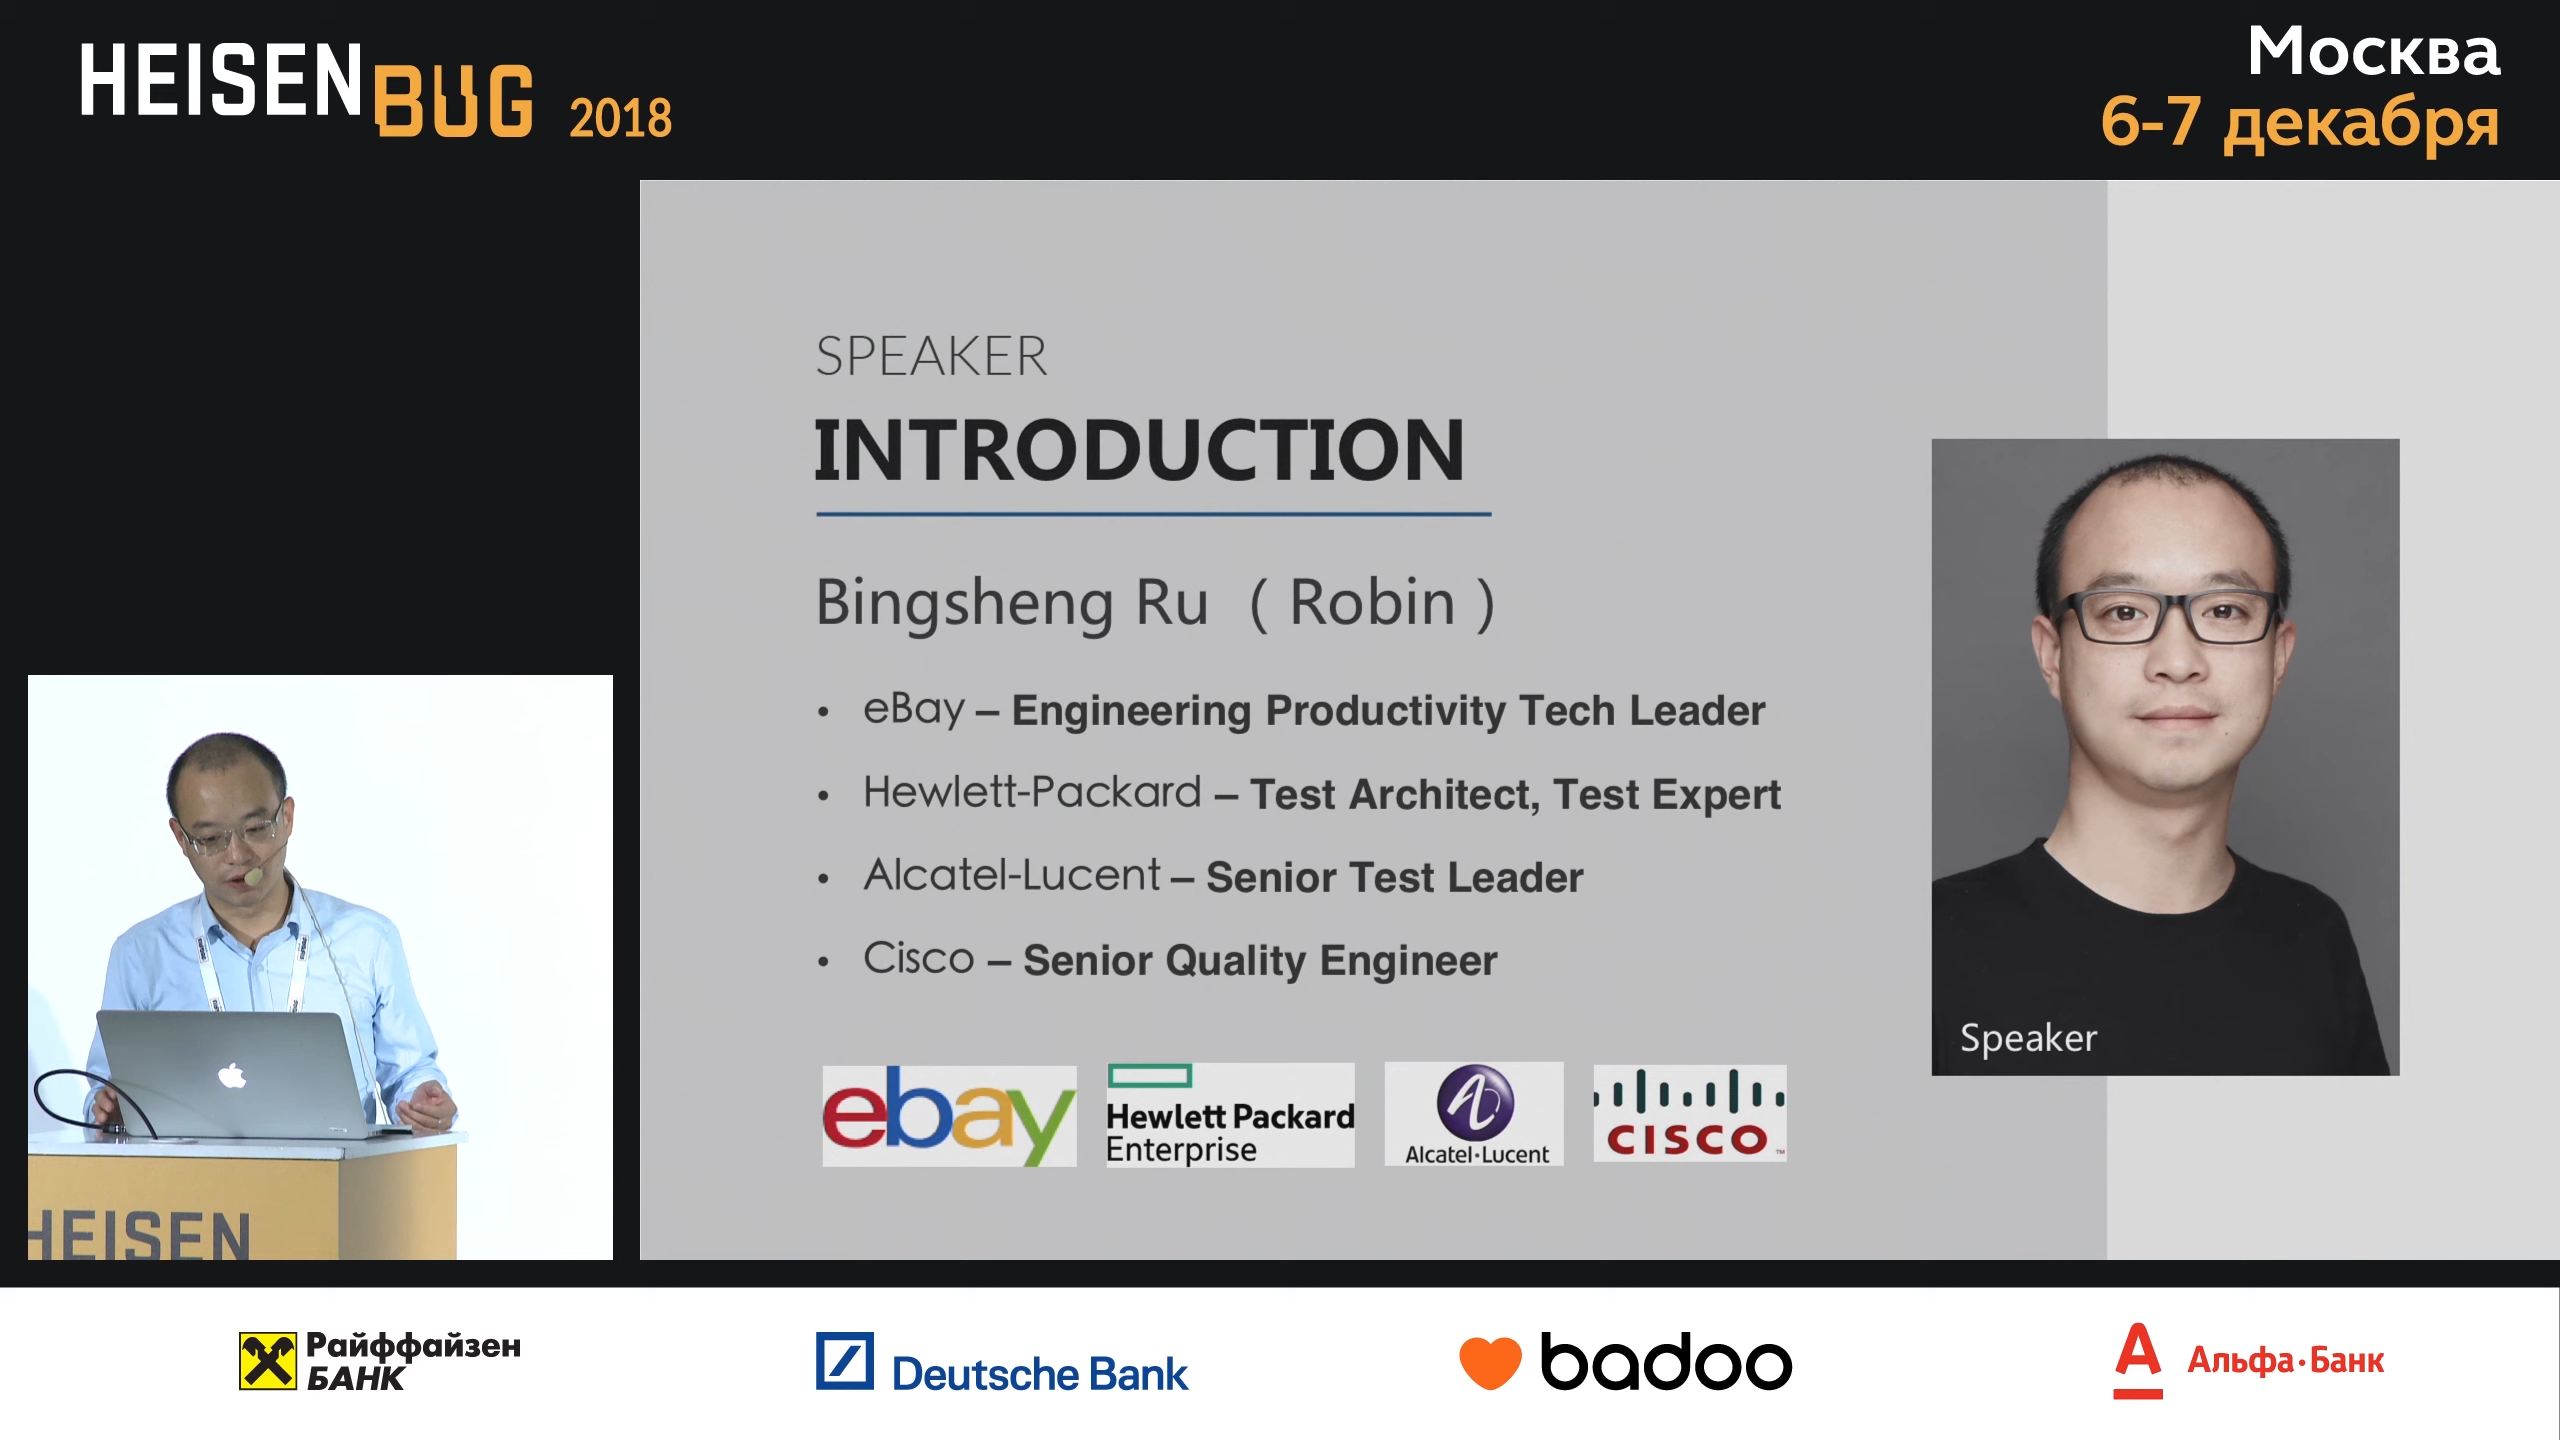 HEISENBUG 2018
Москва
6-7 декабря
SPEAKER
INTRODUCTION
Bingsheng Ru ( Robin )
• eBay – Engineering Productivity Tech Leader
• Hewlett-Packard – Test Architect, Test Expert
• Alcatel-Lucent – Senior Test Leader
• Cisco – Senior Quality Engineer
Speaker
ebay
Hewlett Packard
Enterprise
Alcatel·Lucent
CISCO™
HEISEN
Райффайзен
БАНК
Deutsche Bank
badoo
А Альфа·Банк